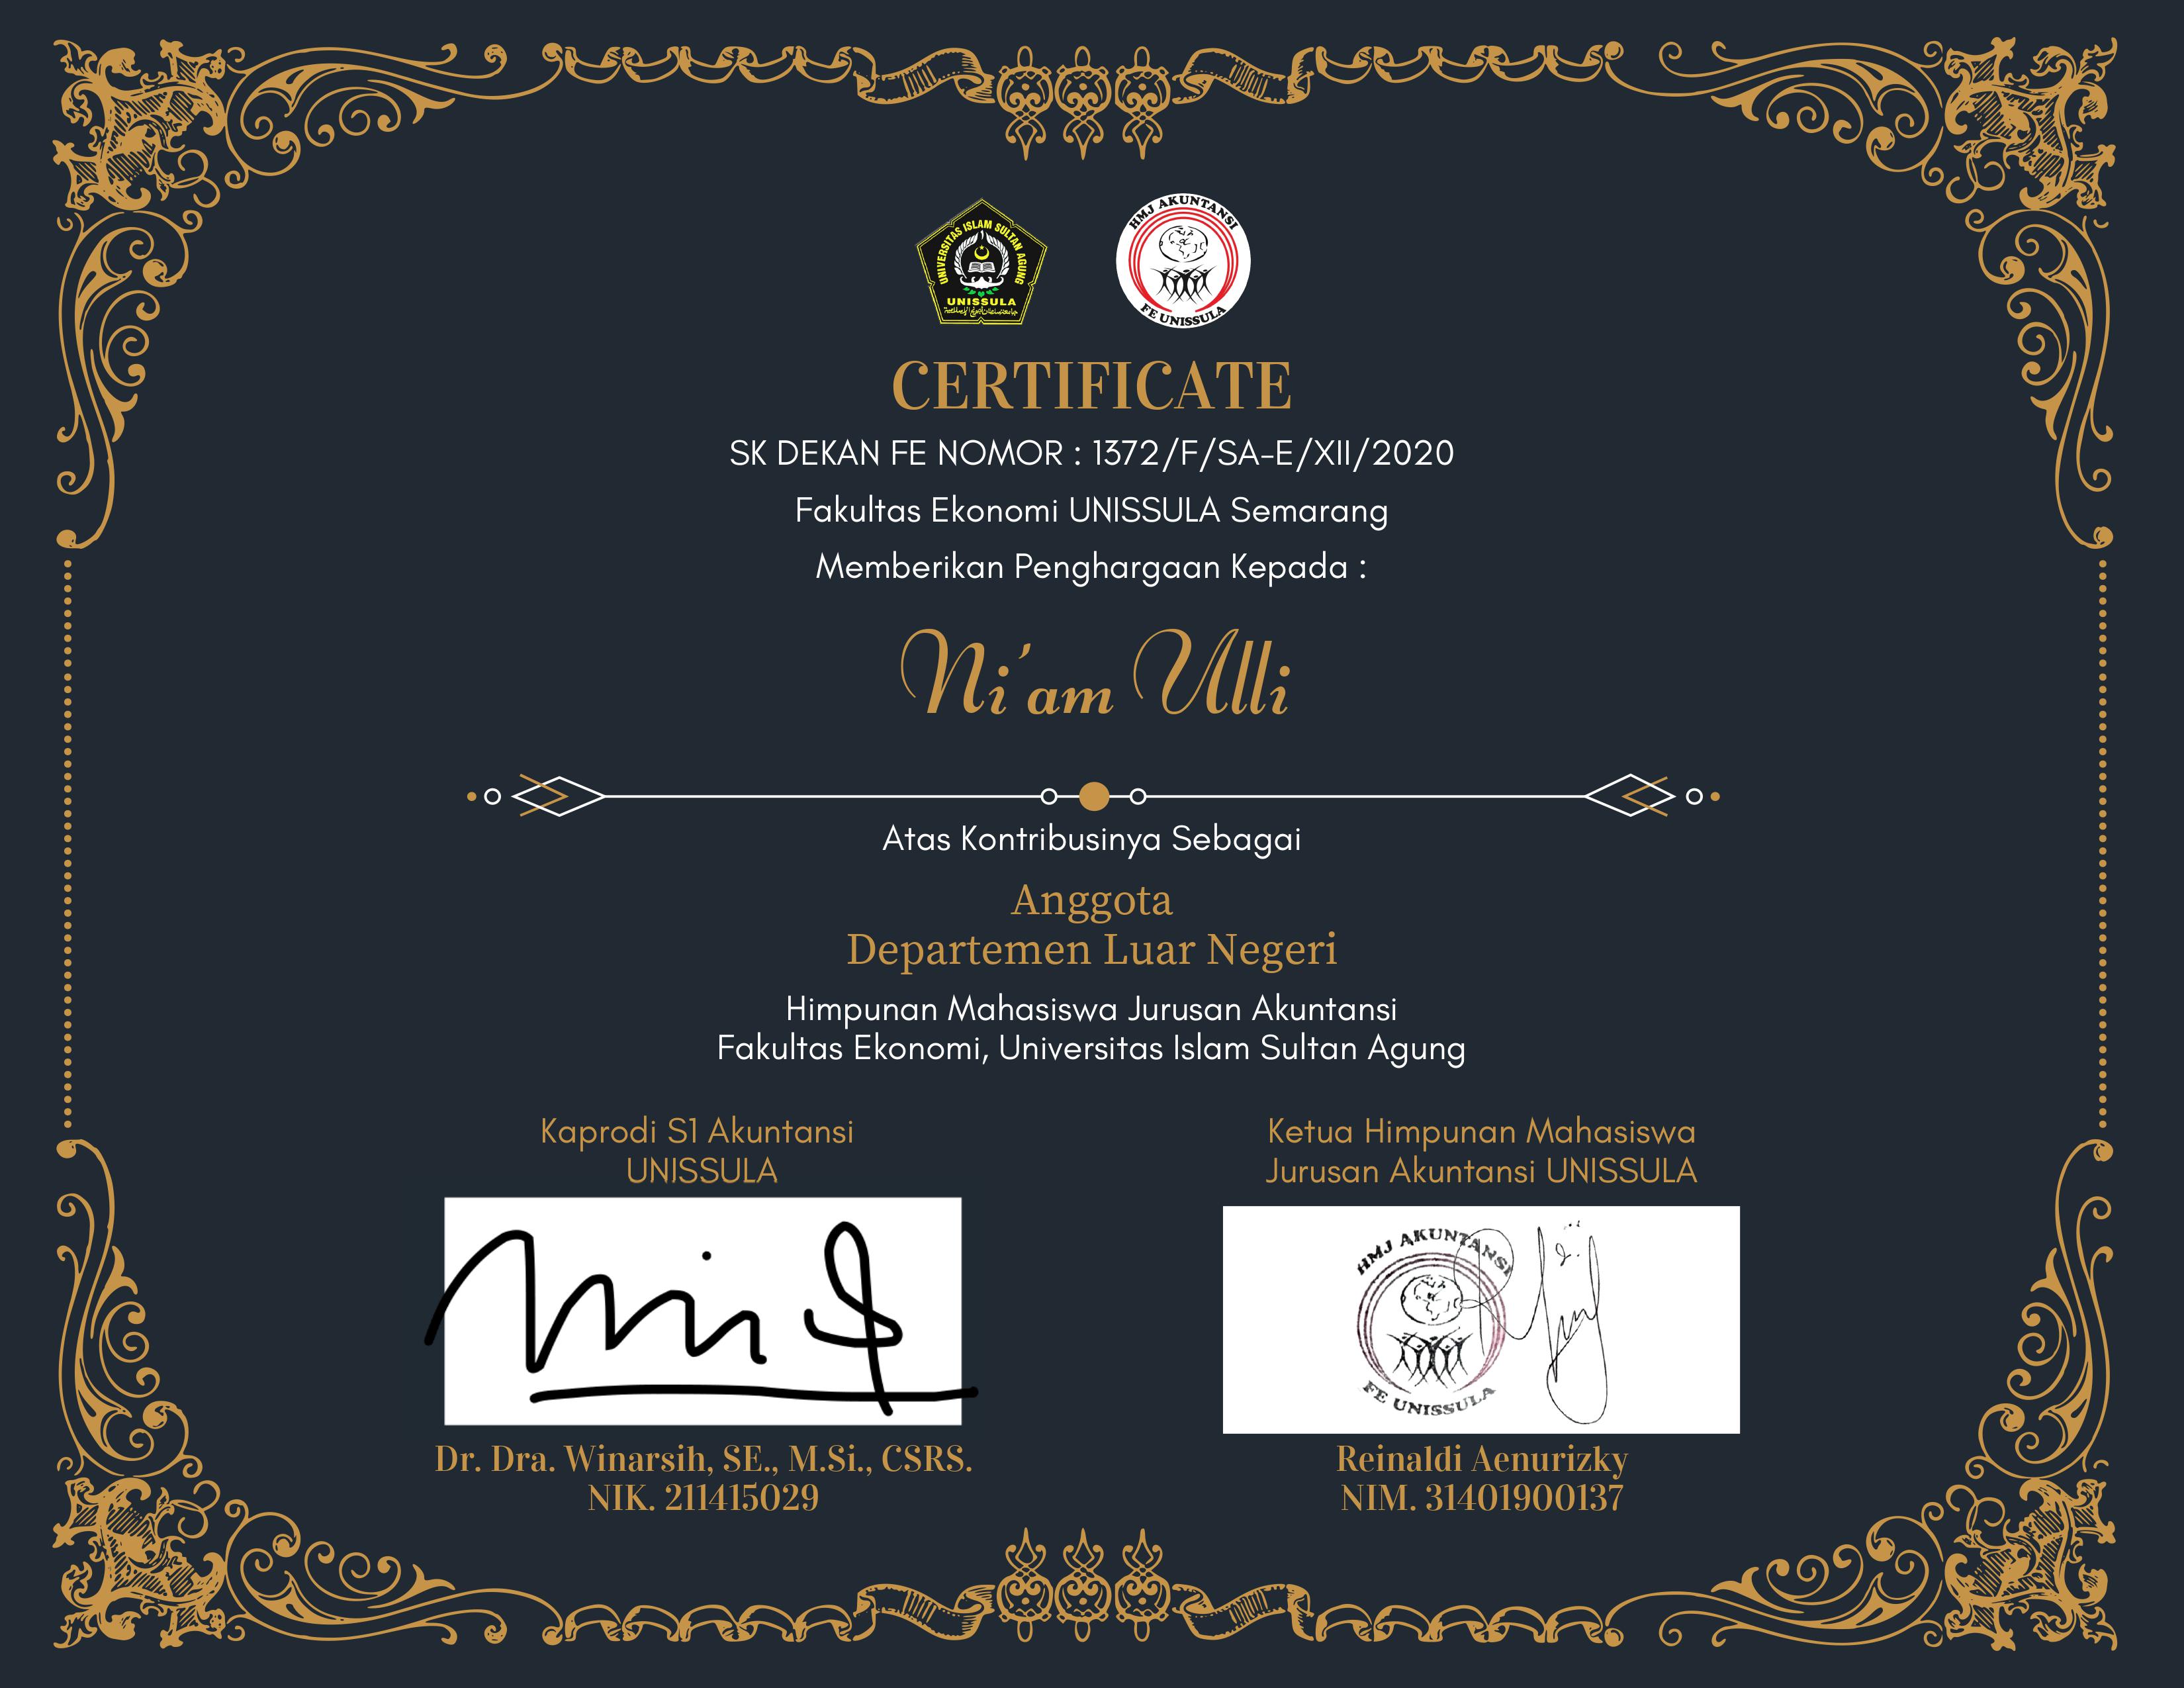 UNIVERSITAS ISLAM SULTAN AGUNG
UNISSULA
HMJ AKUNTANSI
FE UNISSULA
CERTIFICATE
SK DEKAN FE NOMOR : 1372/F/SA-E/XII/2020
Fakultas Ekonomi UNISSULA Semarang
Memberikan Penghargaan Kepada :
Ni'am Ulli
Atas Kontribusinya Sebagai
Anggota
Departemen Luar Negeri
Himpunan Mahasiswa Jurusan Akuntansi
Fakultas Ekonomi, Universitas Islam Sultan Agung
Kaprodi S1 Akuntansi
UNISSULA
Dr. Dra. Winarsih, SE., M.Si., CSRS.
NIK. 211415029
Ketua Himpunan Mahasiswa
Jurusan Akuntansi UNISSULA
HMJ AKUNTANSI
FE UNISSULA
Reinaldi Aenurizky
NIM. 31401900137